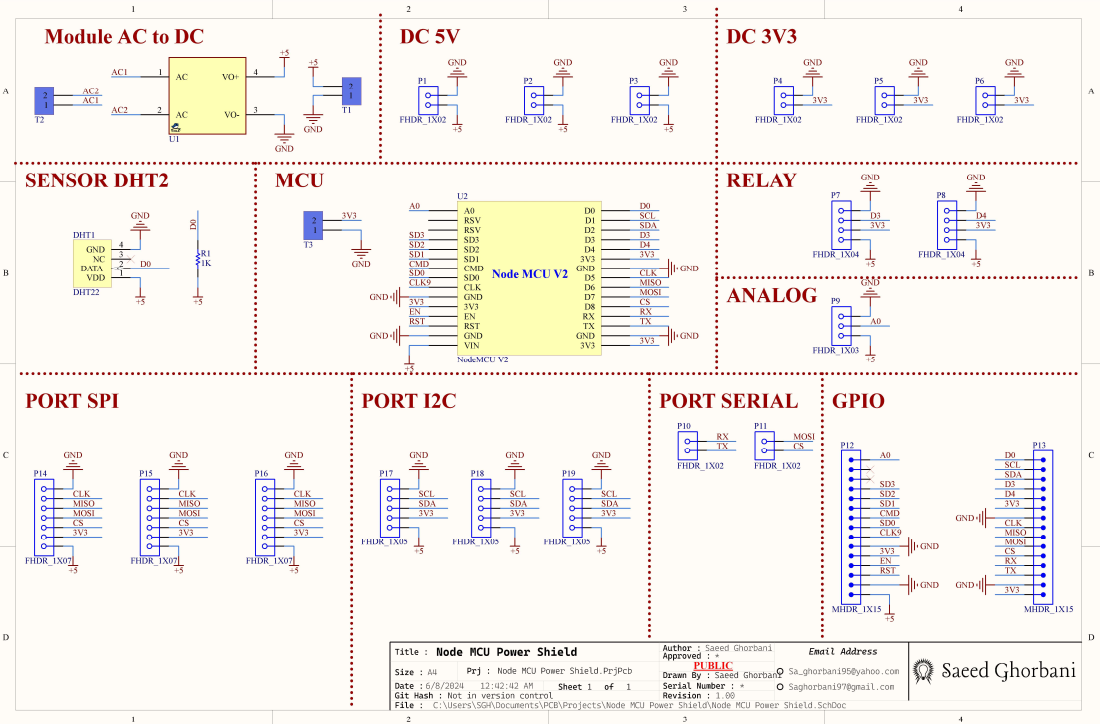 1 2 3 4
Module AC to DC
AC1 1 AC VO+ 4 +5
AC2
AC1
2
1
T2
AC2 2 AC VO- 3
U1
GND
+5
2
1
T1
GND
DC 5V
P1 GND
FHDR_1X02 +5
P2 GND
FHDR_1X02 +5
P3 GND
FHDR_1X02 +5
DC 3V3
P4 GND
3V3
FHDR_1X02
P5 GND
3V3
FHDR_1X02
P6 GND
3V3
FHDR_1X02
A A
SENSOR DHT2
GND
DHT1
GND 4
NC 3
DATA 2 D0
VDD 1
DHT22
+5
D0
R1
1K
+5
MCU
2
1
3V3
T3
GND
U2
A0 A0 D0 D0
RSV D1 SCL
RSV D2 SDA
SD3 SD3 D3 D3
SD2 SD2 D4 D4
SD1 SD1 3V3 3V3
CMD CMD GND GND
SD0 SD0 D5 CLK
CLK9 CLK D6 MISO
GND GND D7 MOSI
3V3 3V3 D8 CS
EN EN RX RX
RST RST TX TX
GND GND GND GND
VIN 3V3 3V3
Node MCU V2
NodeMCU V2
+5
RELAY
P7 GND
D3
3V3
FHDR_1X04 +5
P8 GND
D4
3V3
FHDR_1X04 +5
ANALOG
P9 GND
A0
FHDR_1X03 +5
B B
PORT SPI
P14 GND
CLK
MISO
MOSI
CS
3V3
FHDR_1X07 +5
P15 GND
CLK
MISO
MOSI
CS
3V3
FHDR_1X07 +5
P16 GND
CLK
MISO
MOSI
CS
3V3
FHDR_1X07 +5
PORT I2C
P17 GND
SCL
SDA
3V3
FHDR_1X05 +5
P18 GND
SCL
SDA
3V3
FHDR_1X05 +5
P19 GND
SCL
SDA
3V3
FHDR_1X05 +5
PORT SERIAL
P10
RX
TX
FHDR_1X02
P11
MOSI
CS
FHDR_1X02
GPIO
P12
A0
SD3
SD2
SD1
CMD
SD0
CLK9
GND
3V3
EN
RST
GND
+5
MHDR_1X15
P13
D0
SCL
SDA
D3
D4
3V3
GND
CLK
MISO
MOSI
CS
RX
TX
GND
3V3
MHDR_1X15
C C
D D
Title : Node MCU Power Shield
Size : A4 Prj : Node MCU Power Shield.PrjPcb
Date : 6/8/2024 12:42:42 AM Sheet 1 of 1
Git Hash : Not in version control
File : C:\Users\SGH\Documents\PCB\Projects\Node MCU Power Shield\Node MCU Power Shield.SchDoc
Author : Saeed Ghorbani
Approved : *
PUBLIC
Drawn By : Saeed Ghorbani
Serial Number : *
Revision : 1.00
Email Address
Sa_ghorbani95@yahoo.com
Saghorbani97@gmail.com
Saeed Ghorbani
1 2 3 4